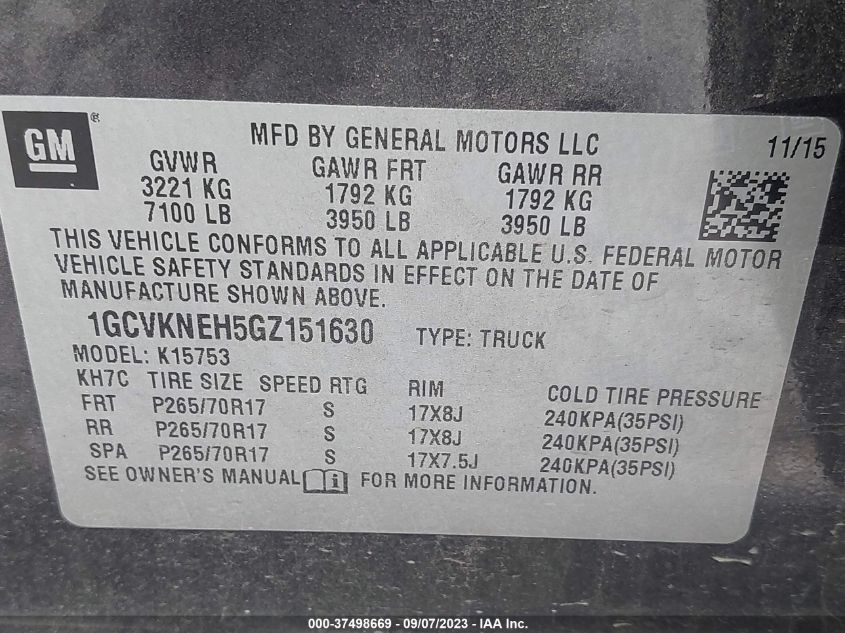 GM ®
MFD BY GENERAL MOTORS LLC 11/15
GVWR GAWR FRT GAWR RR
3221 KG 1792 KG 1792 KG
7100 LB 3950 LB 3950 LB
THIS VEHICLE CONFORMS TO ALL APPLICABLE U.S. FEDERAL MOTOR
VEHICLE SAFETY STANDARDS IN EFFECT ON THE DATE OF
MANUFACTURE SHOWN ABOVE.
1GCVKNEH5GZ151630 TYPE: TRUCK
MODEL: K15753
KH7C TIRE SIZE SPEED RTG RIM COLD TIRE PRESSURE
FRT P265/70R17 S 17X8J 240KPA(35PSI)
RR P265/70R17 S 17X8J 240KPA(35PSI)
SPA P265/70R17 S 17X7.5J 240KPA(35PSI)
SEE OWNER'S MANUAL i FOR MORE INFORMATION.
000-37498669 - 09/07/2023 - IAA Inc.